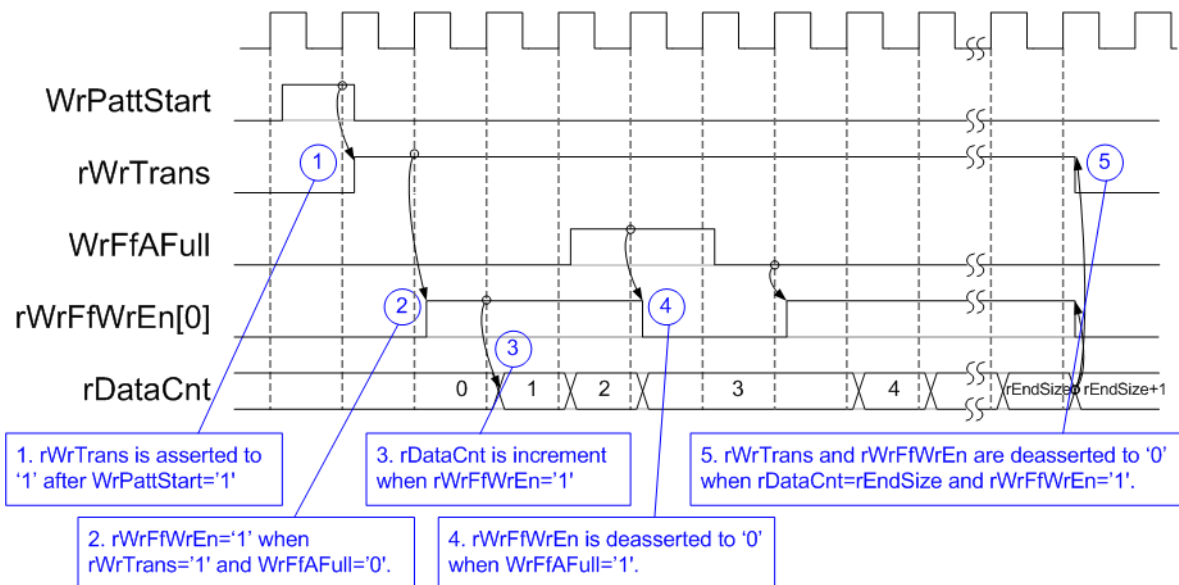 WrPattStart
rWrTrans
1
5
WrFfAFull
rWrFfWrEn[0]
2
4
3
rDataCnt
0
1
2
3
4
rEndSize
rEndSize+1
1. rWrTrans is asserted to
‘1’ after WrPattStart='1'
3. rDataCnt is increment
when rWrFfWrEn='1'
5. rWrTrans and rWrFfWrEn are deasserted to ‘0’
when rDataCnt=rEndSize and rWrFfWrEn='1'.
2. rWrFfWrEn=‘1’ when
rWrTrans='1' and WrFfAFull='0'.
4. rWrFfWrEn is deasserted to ‘0’
when WrFfAFull='1'.